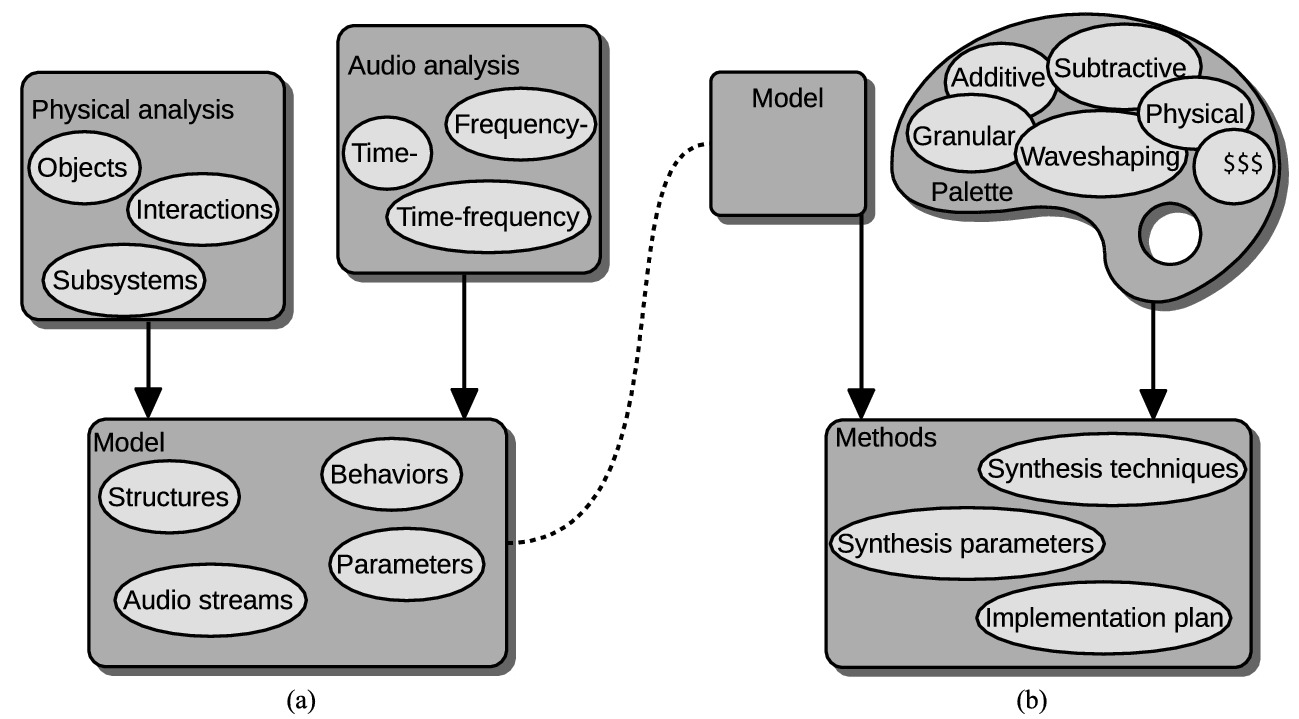 Physical analysis
Objects
Interactions
Subsystems
Audio analysis
Time-
Frequency-
Time-frequency
Model
Structures
Behaviors
Parameters
Audio streams
(a)
Model
Additive
Subtractive
Granular
Physical
Waveshaping
$$$
Palette
Methods
Synthesis techniques
Synthesis parameters
Implementation plan
(b)